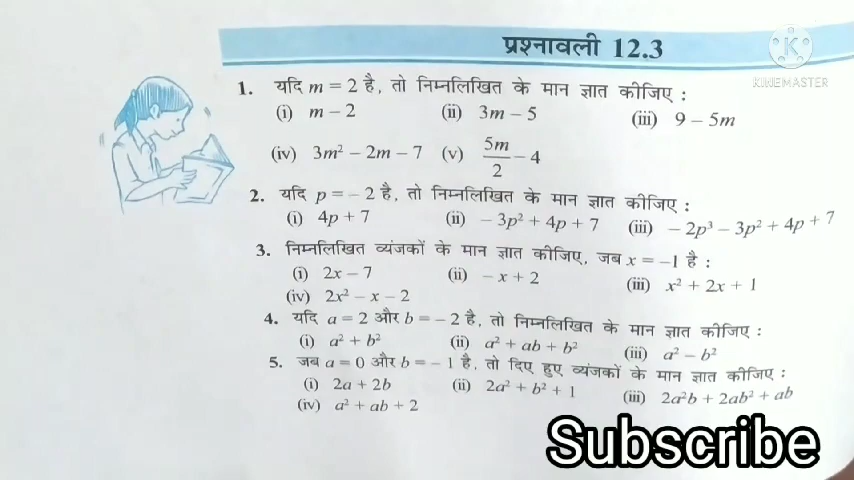 प्रश्नावली 12.3
KINEMASTER
1. यदि m = 2 है, तो निम्नलिखित के मान ज्ञात कीजिए :
(i) m − 2 (ii) 3m − 5 (iii) 9 − 5m
(iv) 3m² − 2m − 7 (v) 5m/2 − 4
2. यदि p = − 2 है, तो निम्नलिखित के मान ज्ञात कीजिए :
(i) 4p + 7 (ii) − 3p² + 4p + 7 (iii) − 2p³ − 3p² + 4p + 7
3. निम्नलिखित व्यंजकों के मान ज्ञात कीजिए, जब x = −1 है :
(i) 2x − 7 (ii) − x + 2 (iii) x² + 2x + 1
(iv) 2x² − x − 2
4. यदि a = 2 और b = − 2 है, तो निम्नलिखित के मान ज्ञात कीजिए :
(i) a² + b² (ii) a² + ab + b² (iii) a² − b²
5. जब a = 0 और b = − 1 है, तो दिए हुए व्यंजकों के मान ज्ञात कीजिए :
(i) 2a + 2b (ii) 2a² + b² + 1 (iii) 2a²b + 2ab² + ab
(iv) a² + ab + 2
Subscribe